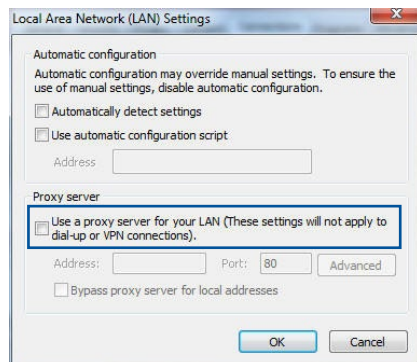 Local Area Network (LAN) Settings
Automatic configuration
Automatic configuration may override manual settings. To ensure the
use of manual settings, disable automatic configuration.
Automatically detect settings
Use automatic configuration script
Address
Proxy server
Use a proxy server for your LAN (These settings will not apply to
dial-up or VPN connections).
Address: Port: 80 Advanced
Bypass proxy server for local addresses
OK Cancel